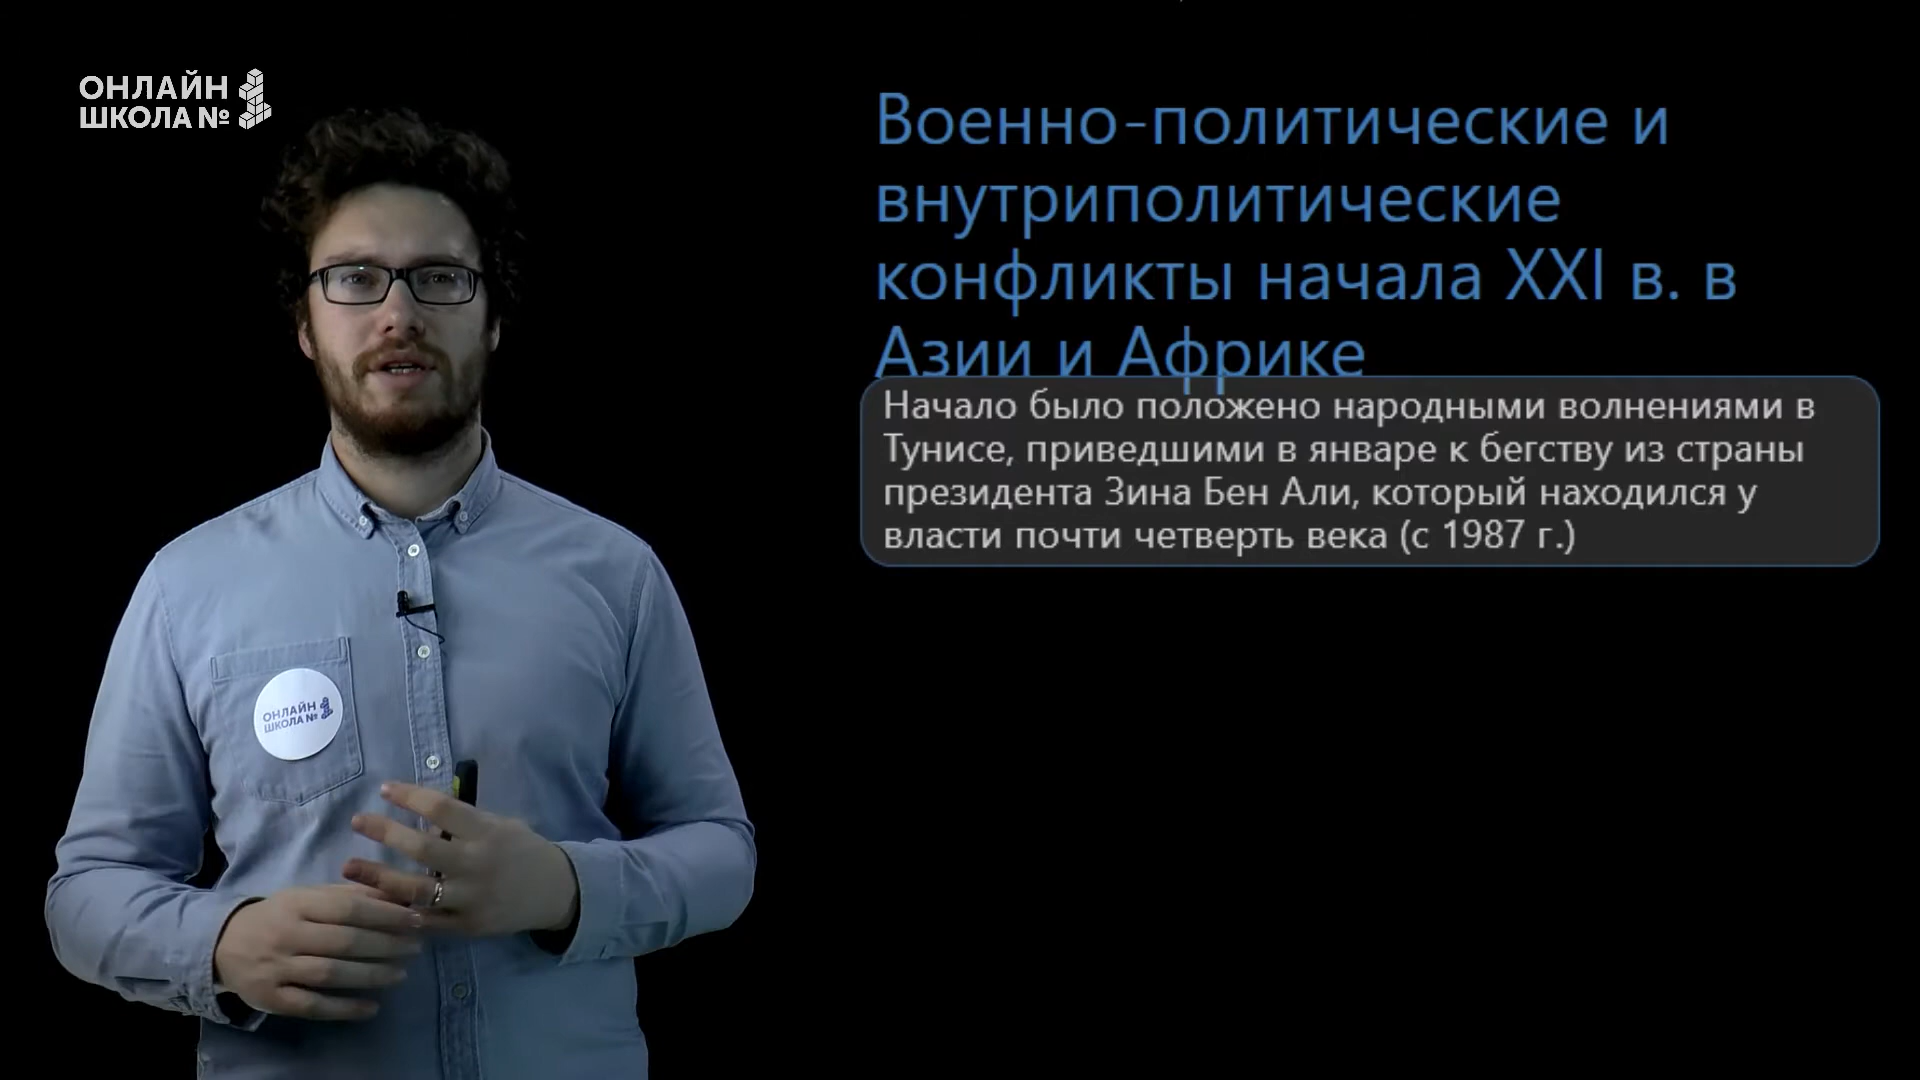 ОНЛАЙН
ШКОЛА №
Военно-политические и
внутриполитические
конфликты начала XXI в. в
Азии и Африке
Начало было положено народными волнениями в
Тунисе, приведшими в январе к бегству из страны
президента Зина Бен Али, который находился у
власти почти четверть века (с 1987 г.)
ОНЛАЙН
ШКОЛА №